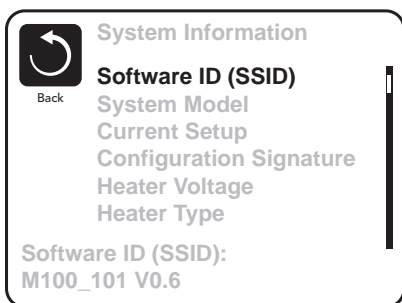 System Information
Back
Software ID (SSID)
System Model
Current Setup
Configuration Signature
Heater Voltage
Heater Type
Software ID (SSID):
M100_101 V0.6